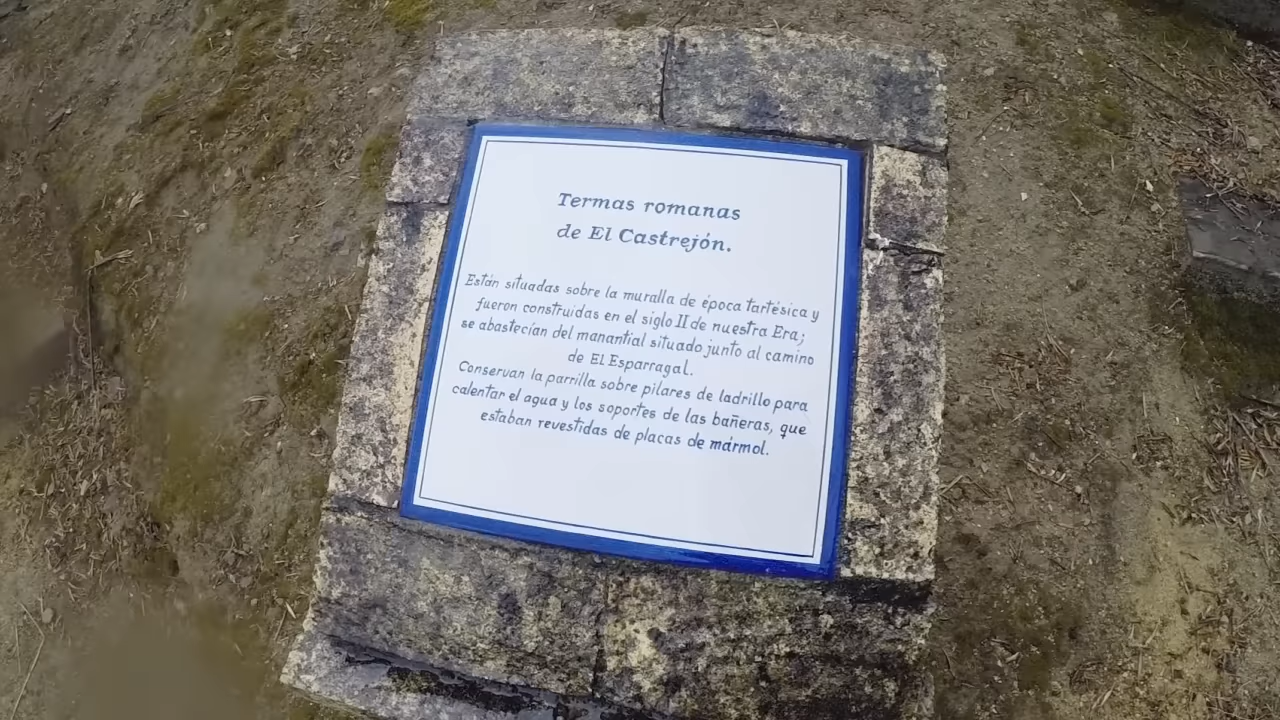 Termas romanas
de El Castrejón.
Están situadas sobre la muralla de época tartésica y
fueron construidas en el siglo II de nuestra Era;
se abastecían del manantial situado junto al camino
de El Esparragal.
Conservan la parrilla sobre pilares de ladrillo para
calentar el agua y los soportes de las bañeras, que
estaban revestidas de placas de mármol.